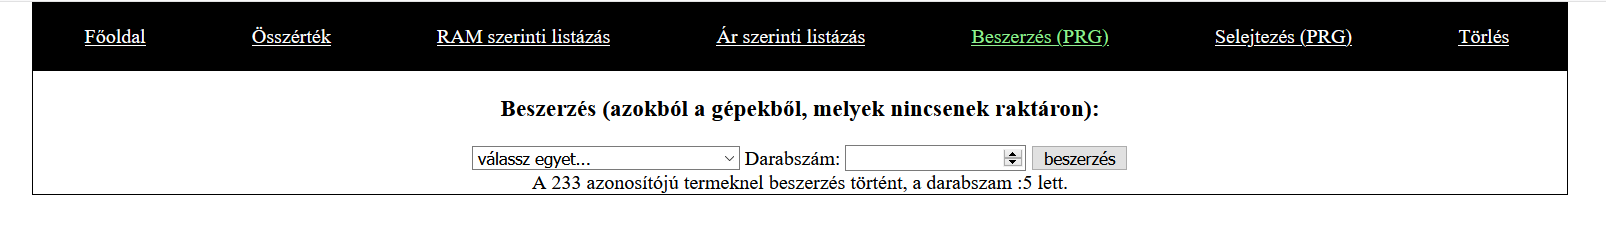 Főoldal Összérték RAM szerinti listázás Ár szerinti listázás Beszerzés (PRG) Selejtezés (PRG) Törlés
Beszerzés (azokból a gépekből, melyek nincsenek raktáron):
válassz egyet... Darabszám: beszerzés
A 233 azonosítójú termeknel beszerzés történt, a darabszam :5 lett.